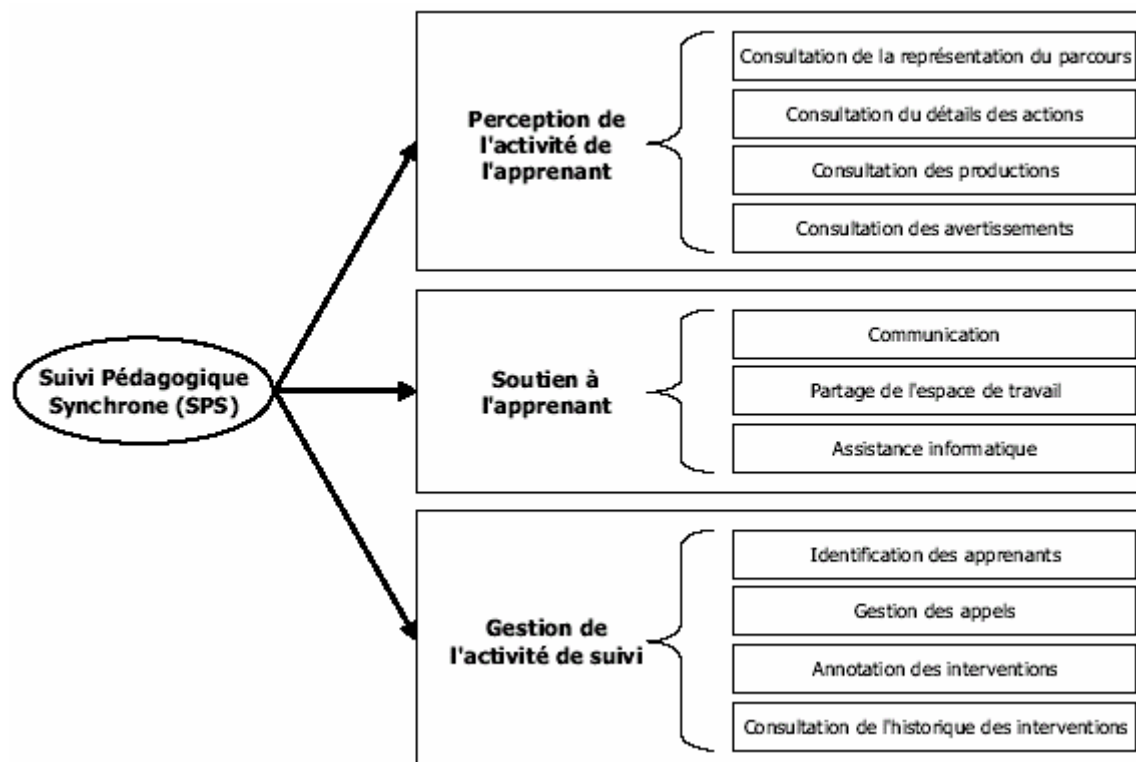 Suivi Pédagogique
Synchrone (SPS)
Perception de
l'activité de
l'apprenant
Consultation de la représentation du parcours
Consultation du détails des actions
Consultation des productions
Consultation des avertissements
Soutien à
l'apprenant
Communication
Partage de l'espace de travail
Assistance informatique
Gestion de
l'activité de suivi
Identification des apprenants
Gestion des appels
Annotation des interventions
Consultation de l'historique des interventions